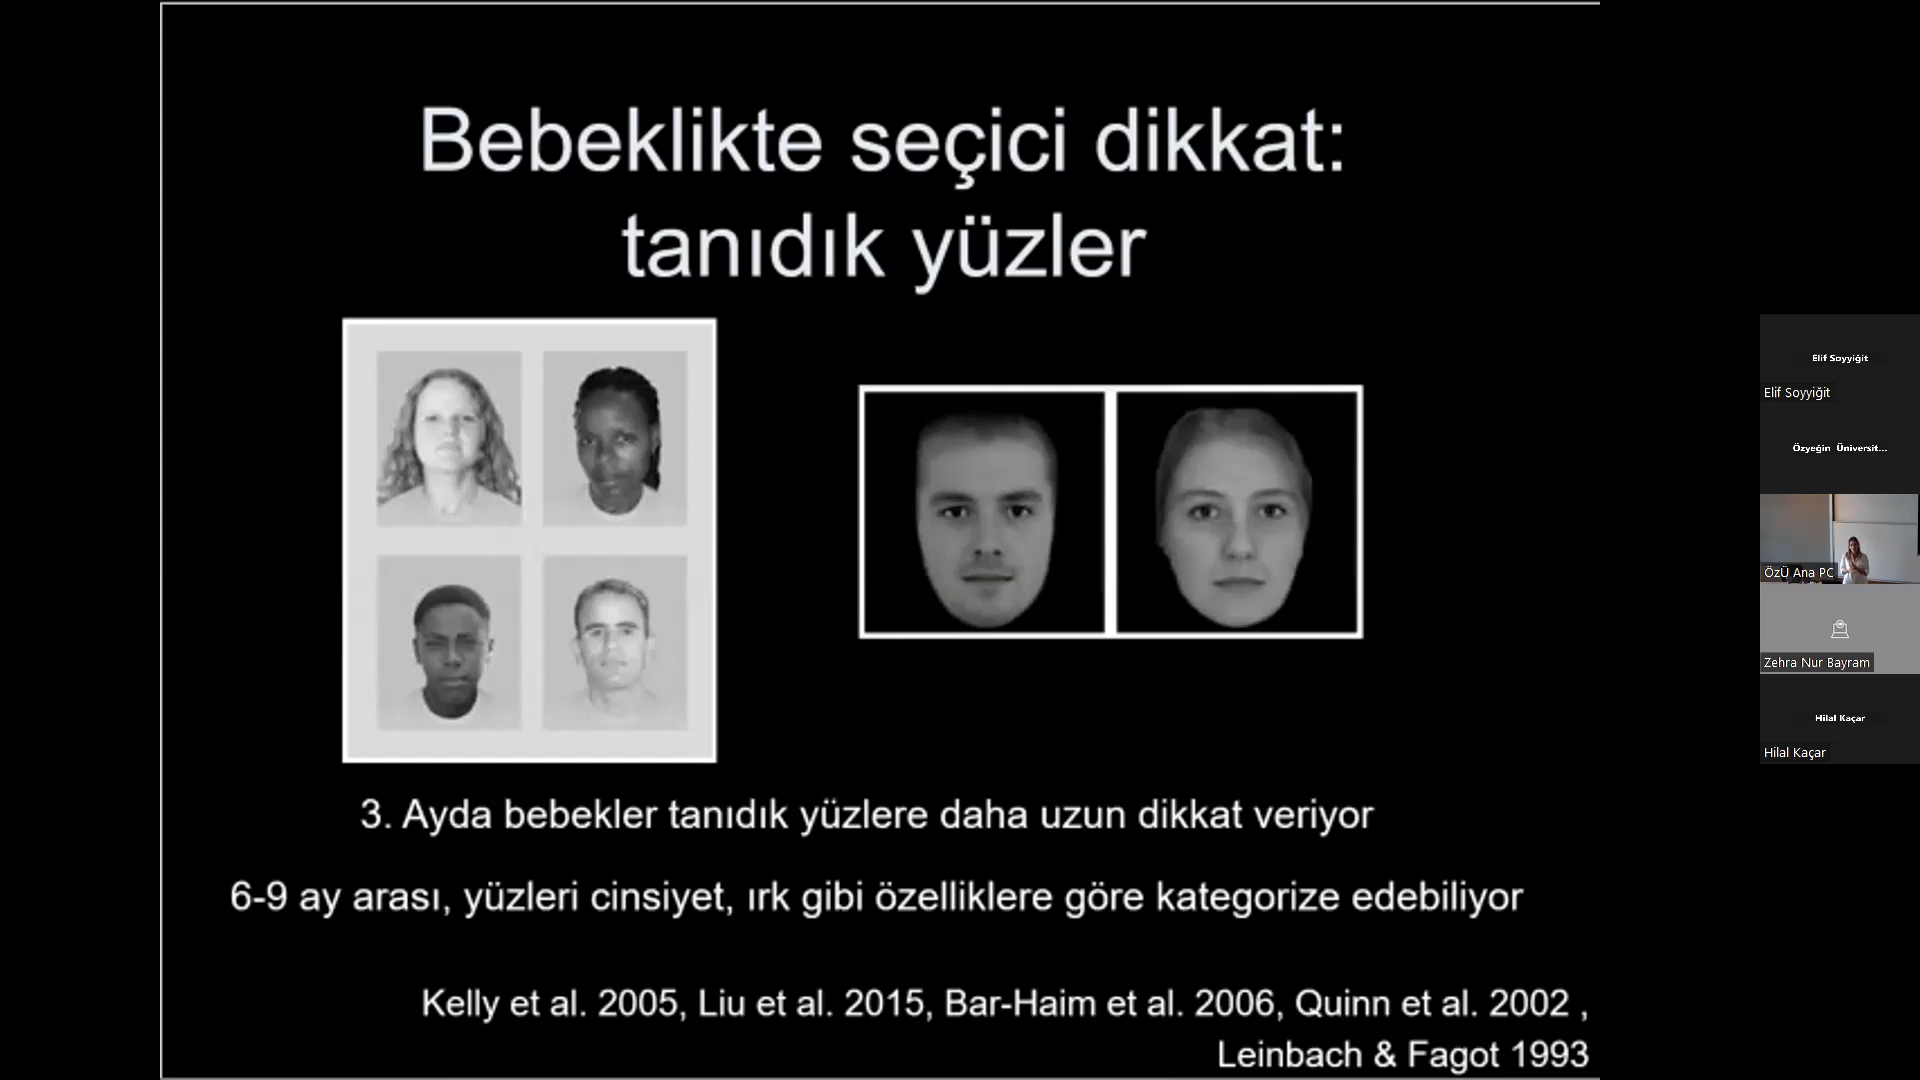 Bebeklikte seçici dikkat:
tanıdık yüzler
3. Ayda bebekler tanıdık yüzlere daha uzun dikkat veriyor
6-9 ay arası, yüzleri cinsiyet, ırk gibi özelliklere göre kategorize edebiliyor
Kelly et al. 2005, Liu et al. 2015, Bar-Haim et al. 2006, Quinn et al. 2002 ,
Leinbach & Fagot 1993
Elif Soyyiğit
Elif Soyyiğit
Özyeğin Üniversit...
ÖzÜ Ana PC
Zehra Nur Bayram
Hilal Kaçar
Hilal Kaçar